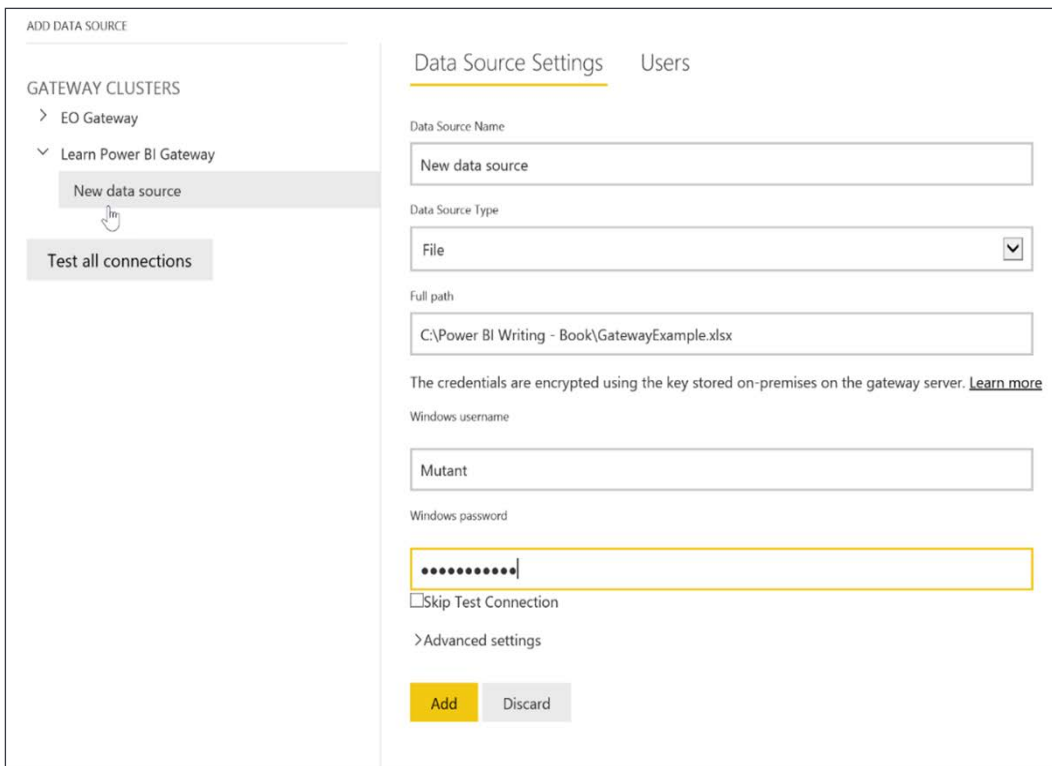 ADD DATA SOURCE
GATEWAY CLUSTERS
EO Gateway
Learn Power BI Gateway
New data source
Test all connections
Data Source Settings Users
Data Source Name
New data source
Data Source Type
File
Full path
C:\Power BI Writing - Book\GatewayExample.xlsx
The credentials are encrypted using the key stored on-premises on the gateway server. Learn more
Windows username
Mutant
Windows password
•••••••••••
Skip Test Connection
Advanced settings
Add Discard